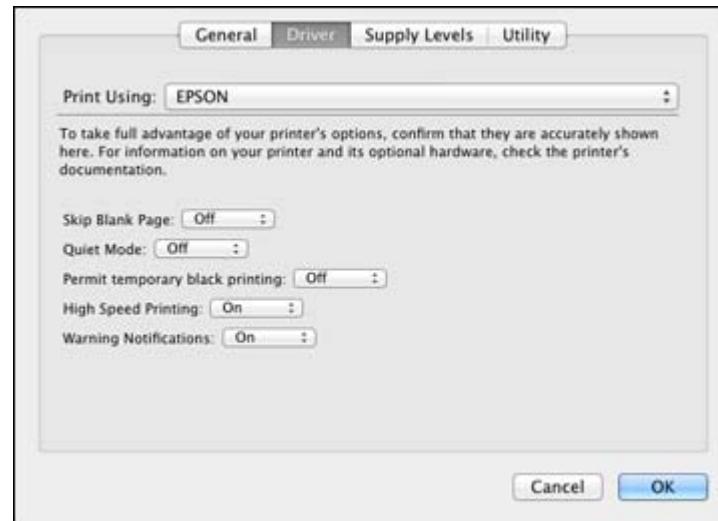 General Driver Supply Levels Utility
Print Using: EPSON
To take full advantage of your printer's options, confirm that they are accurately shown
here. For information on your printer and its optional hardware, check the printer's
documentation.
Skip Blank Page: Off
Quiet Mode: Off
Permit temporary black printing: Off
High Speed Printing: On
Warning Notifications: On
Cancel OK